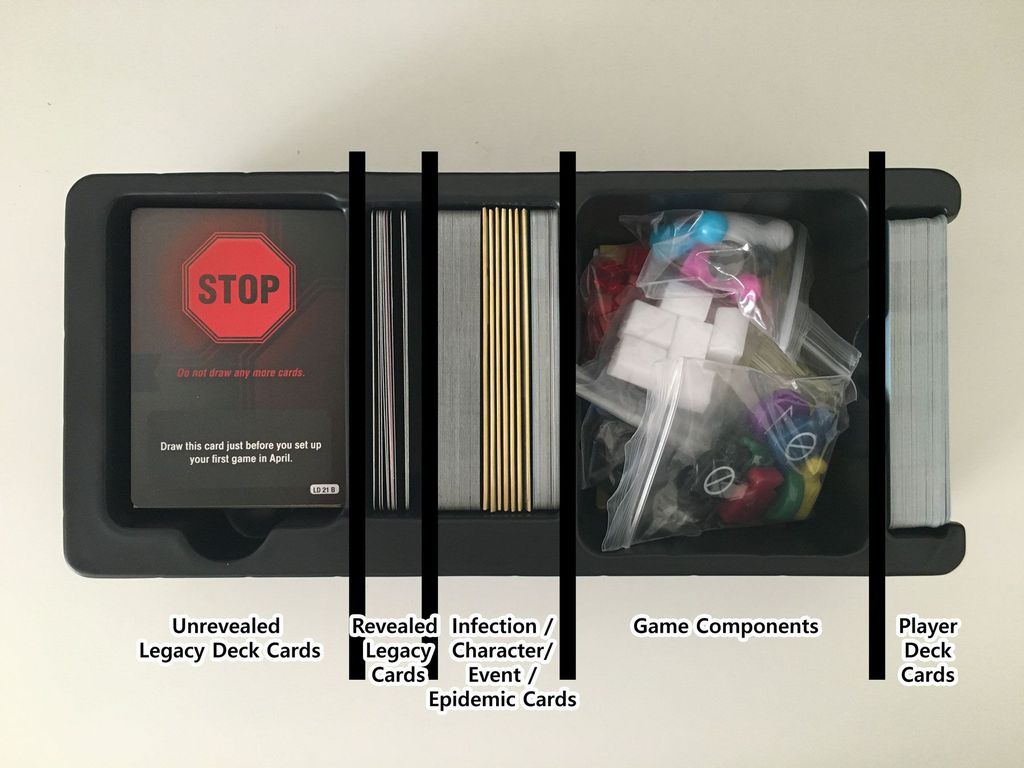 STOP
Do not draw any more cards.
Draw this card just before you set up
your first game in April.
LD 21 B
Unrevealed
Legacy Deck Cards
Revealed
Legacy
Cards
Infection /
Character/
Event /
Epidemic Cards
Game Components
Player
Deck
Cards